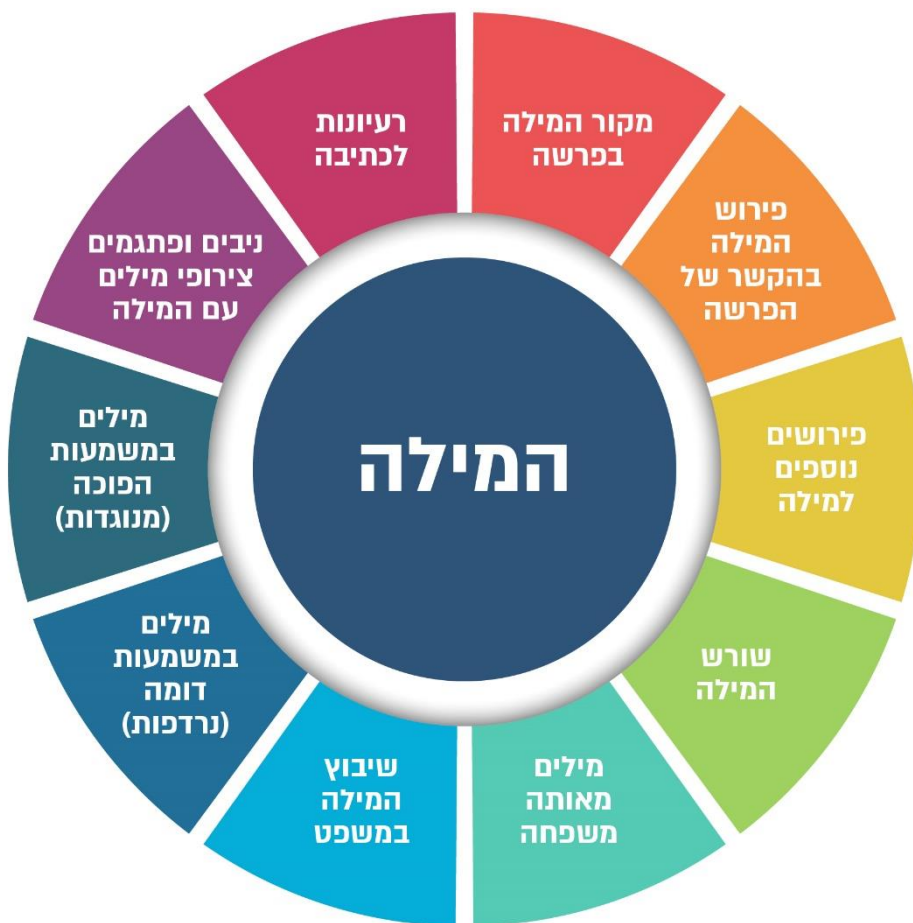 המילה
מקור המילה
בפרשה
פירוש
המילה
בהקשר של
הפרשה
פירושים
נוספים
למילה
שורש
המילה
מילים
מאותה
משפחה
שיבוץ
המילה
במשפט
מילים
במשמעות
דומה
(נרדפות)
מילים
במשמעות
הפוכה
(מנוגדות)
ניבים ופתגמים
צירופי מילים
עם המילה
רעיונות
לכתיבה